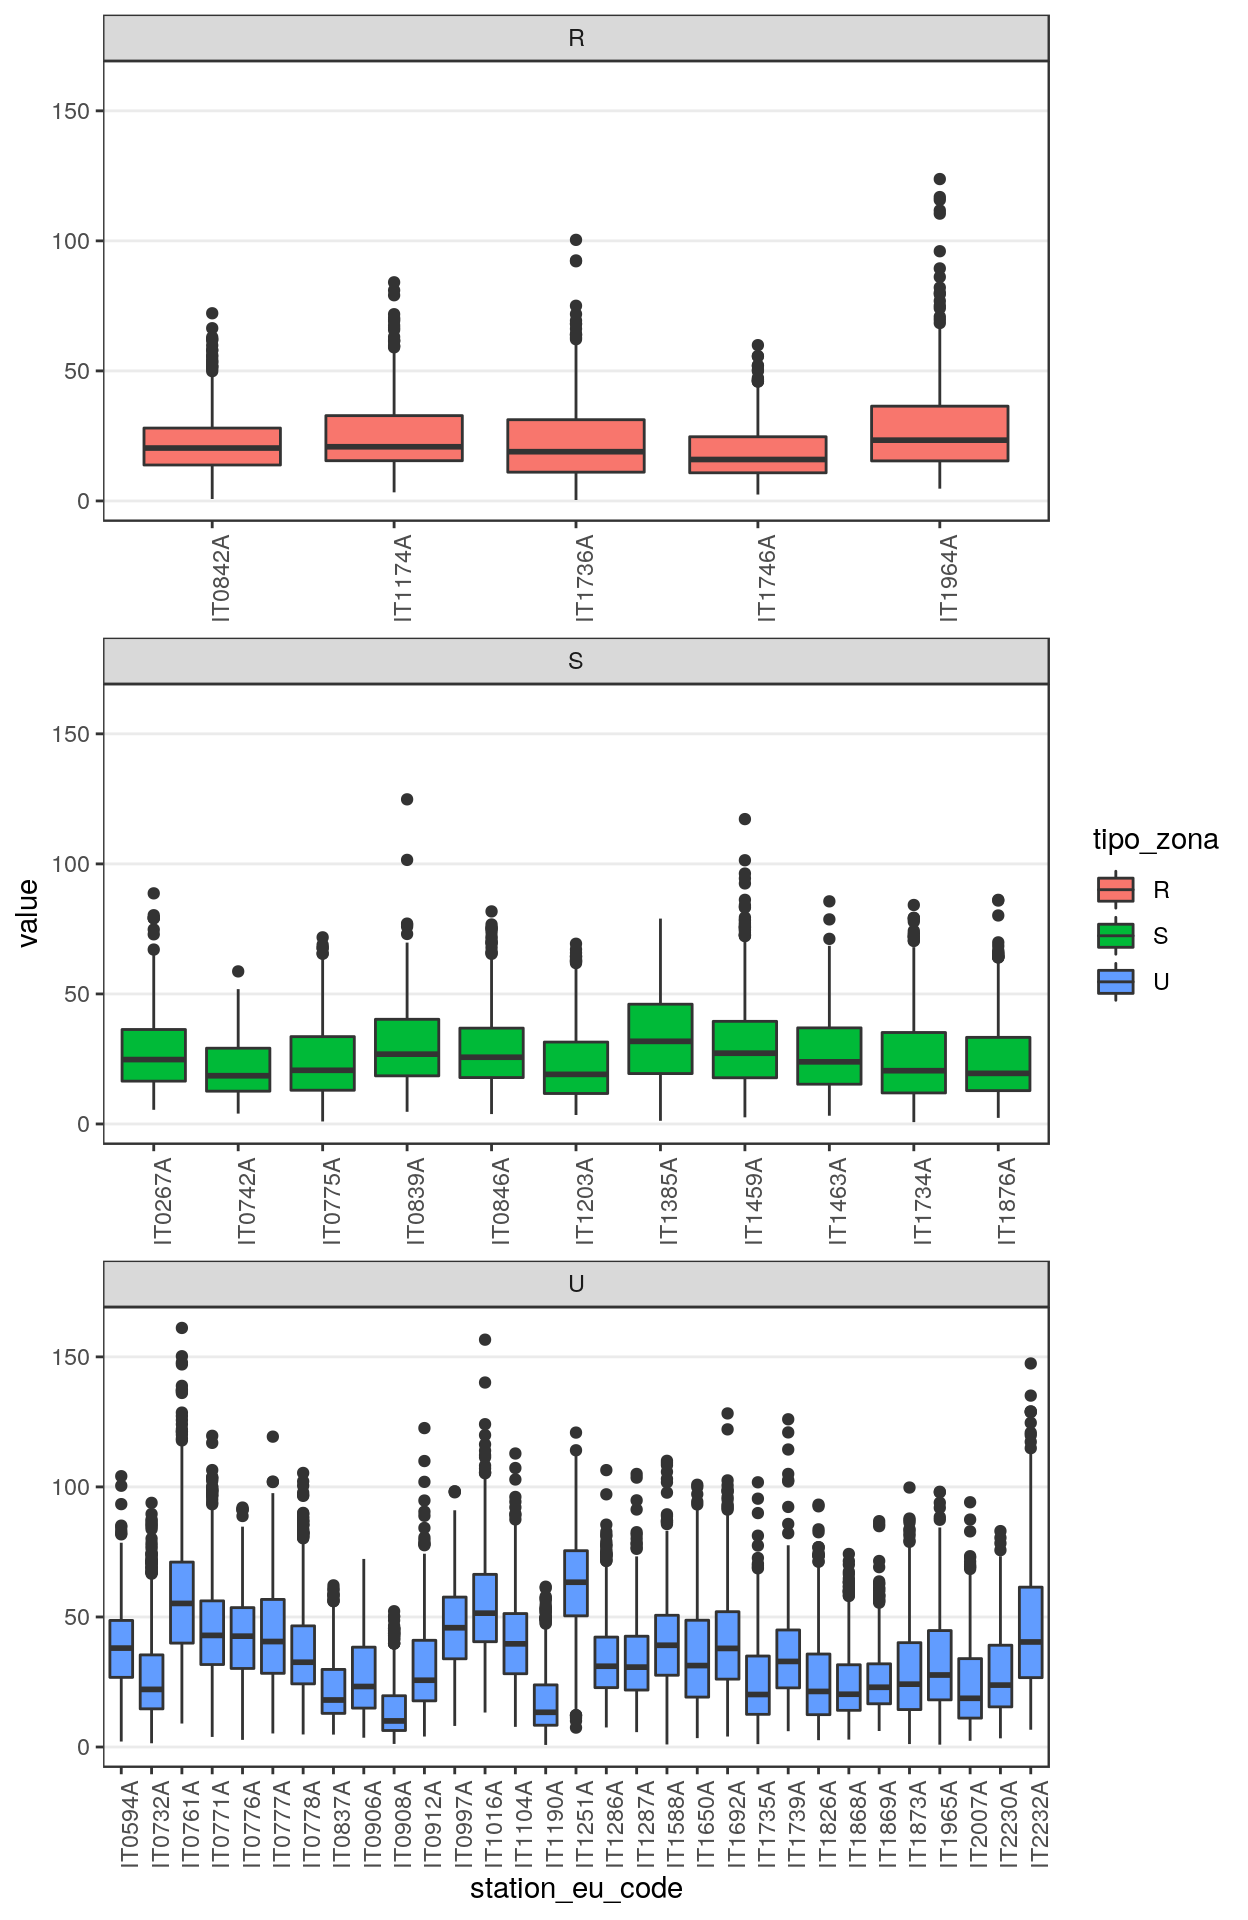 R
150
100
50
0
IT0842A
IT1174A
IT1736A
IT1746A
IT1964A
S
150
100
50
0
value
IT0267A
IT0742A
IT0775A
IT0839A
IT0846A
IT1203A
IT1385A
IT1459A
IT1463A
IT1734A
IT1876A
tipo_zona
R
S
U
U
150
100
50
0
IT0594A
IT0732A
IT0761A
IT0771A
IT0776A
IT0777A
IT0778A
IT0837A
IT0906A
IT0908A
IT0912A
IT0997A
IT1016A
IT1104A
IT1190A
IT1251A
IT1286A
IT1287A
IT1588A
IT1650A
IT1692A
IT1735A
IT1739A
IT1826A
IT1868A
IT1869A
IT1873A
IT1965A
IT2007A
IT2230A
IT2232A
station_eu_code